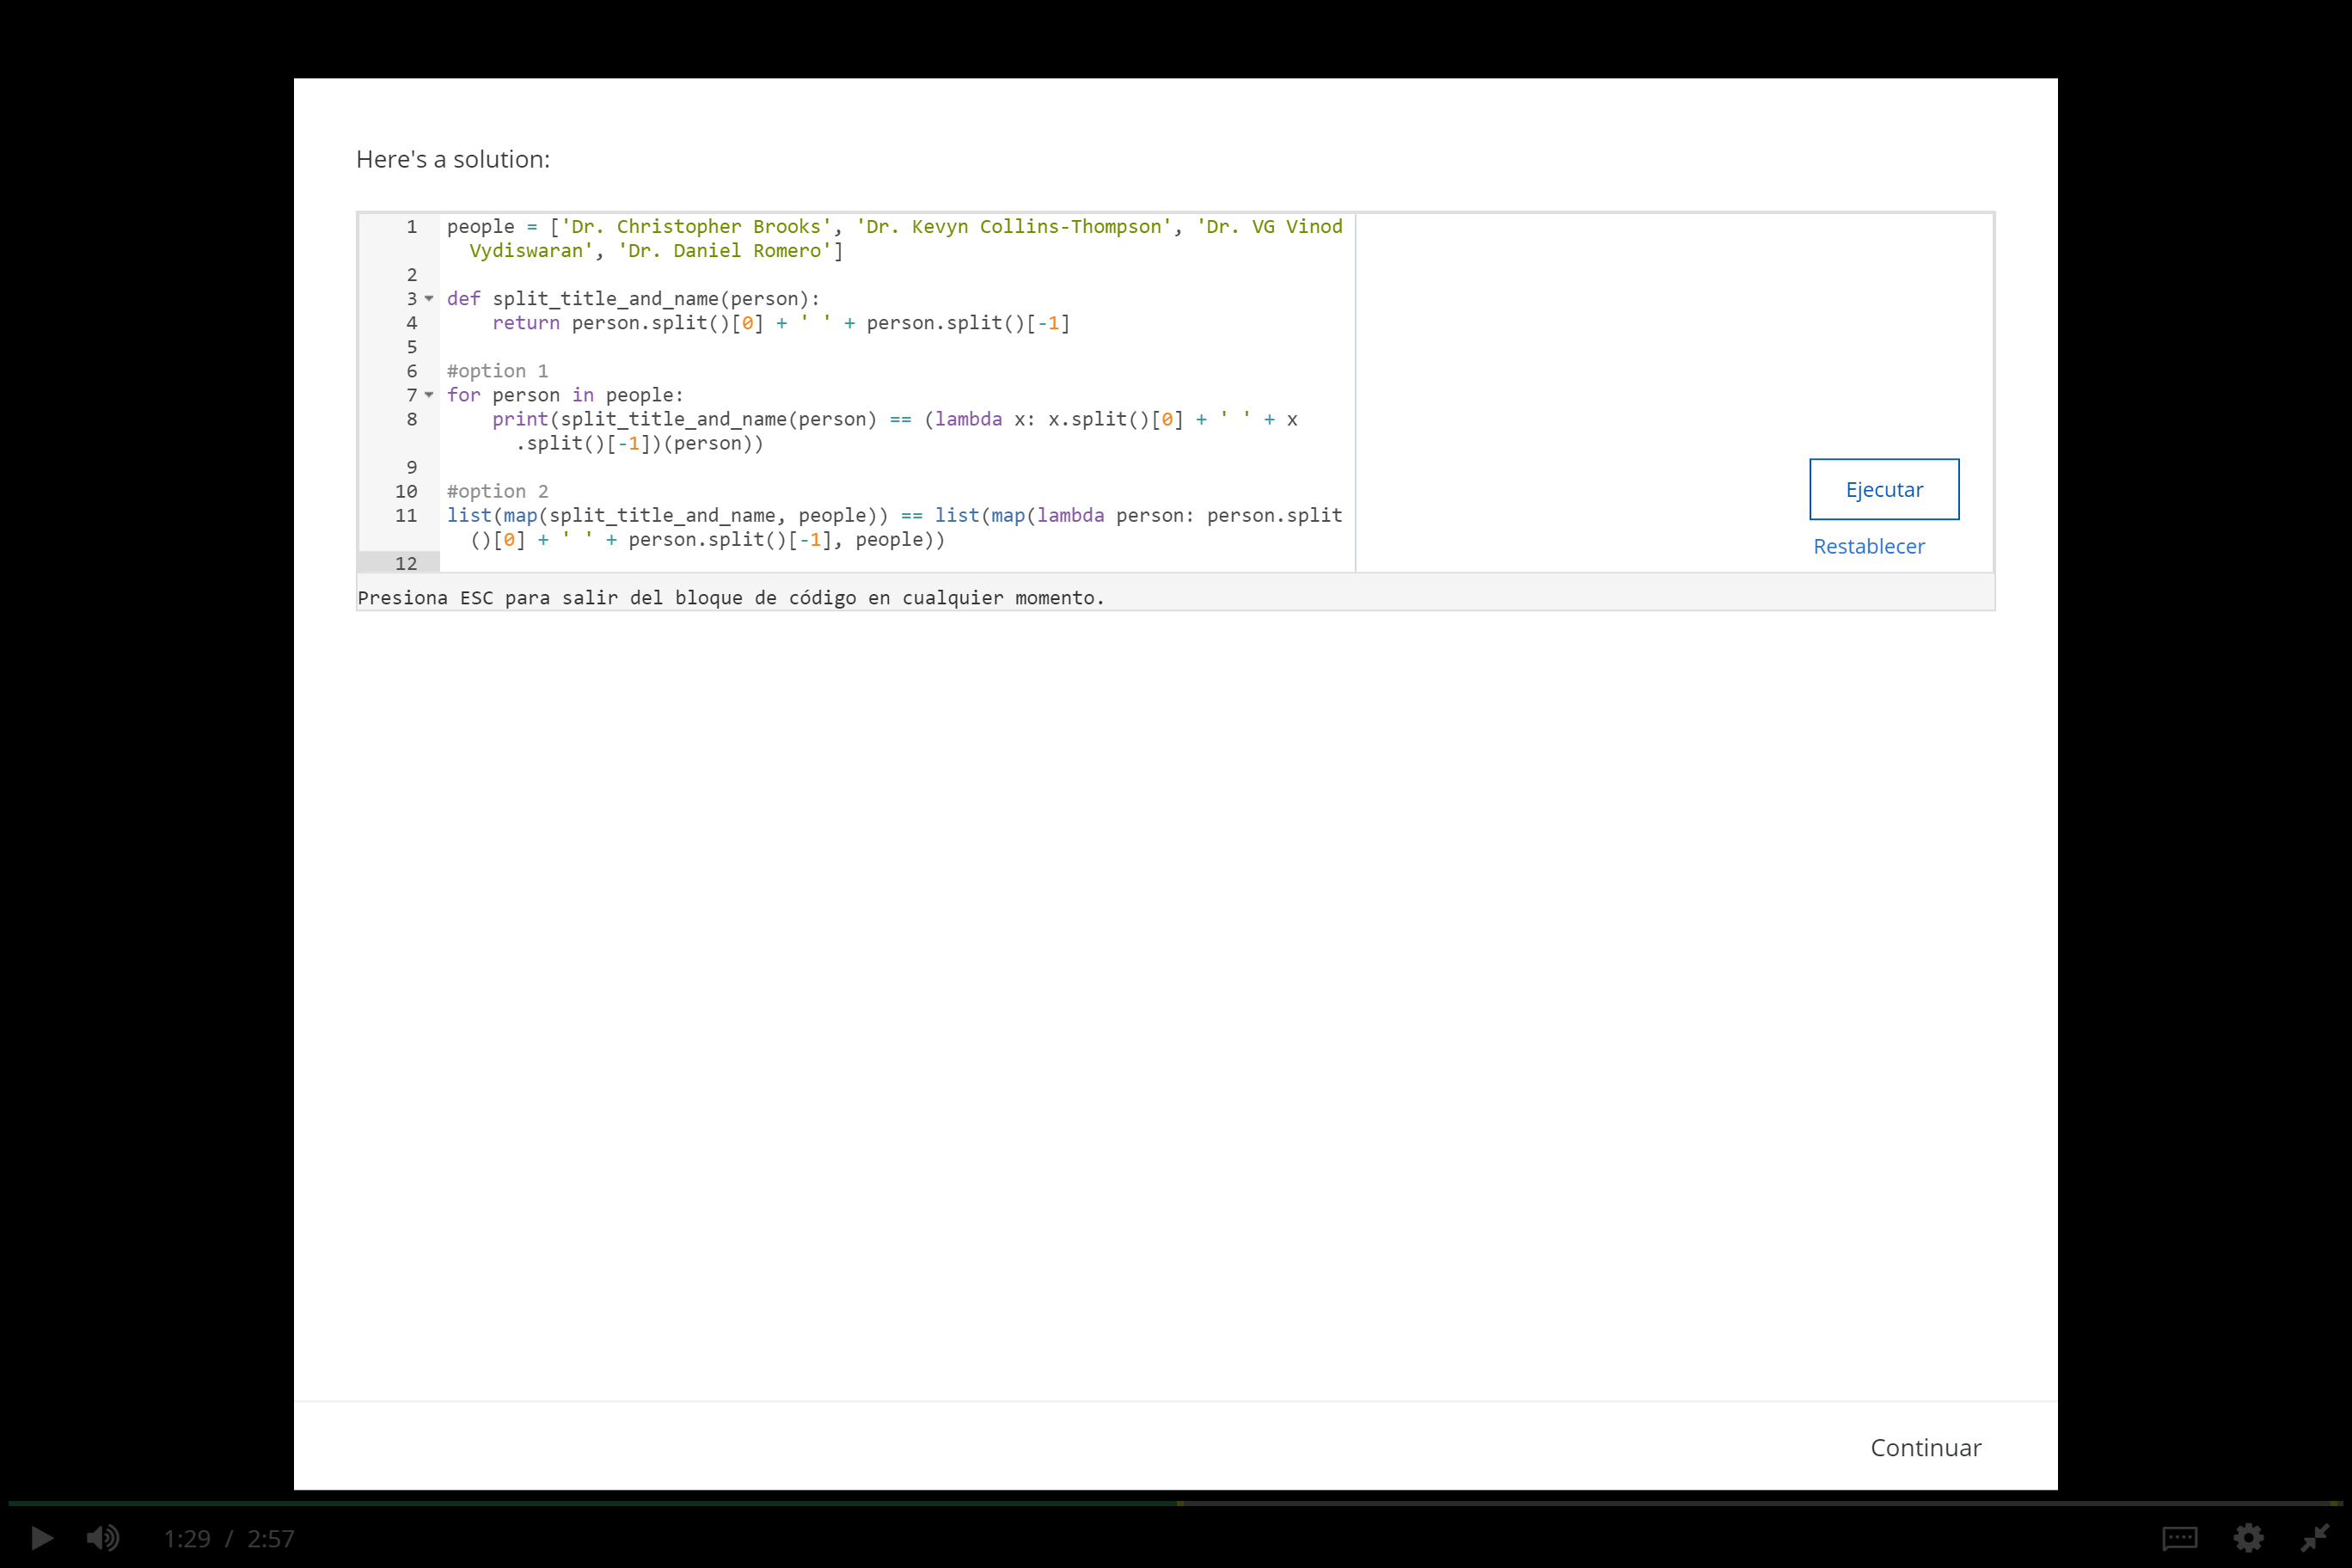 Here's a solution:
1 people = ['Dr. Christopher Brooks', 'Dr. Kevyn Collins-Thompson', 'Dr. VG Vinod
Vydiswaran', 'Dr. Daniel Romero']
2
3 def split_title_and_name(person):
4     return person.split()[0] + ' ' + person.split()[-1]
5
6 #option 1
7 for person in people:
8     print(split_title_and_name(person) == (lambda x: x.split()[0] + ' ' + x
.split()[-1])(person))
9
10 #option 2
11 list(map(split_title_and_name, people)) == list(map(lambda person: person.split
()[0] + ' ' + person.split()[-1], people))
12
Ejecutar
Restablecer
Presiona ESC para salir del bloque de código en cualquier momento.
Continuar
1:29 / 2:57